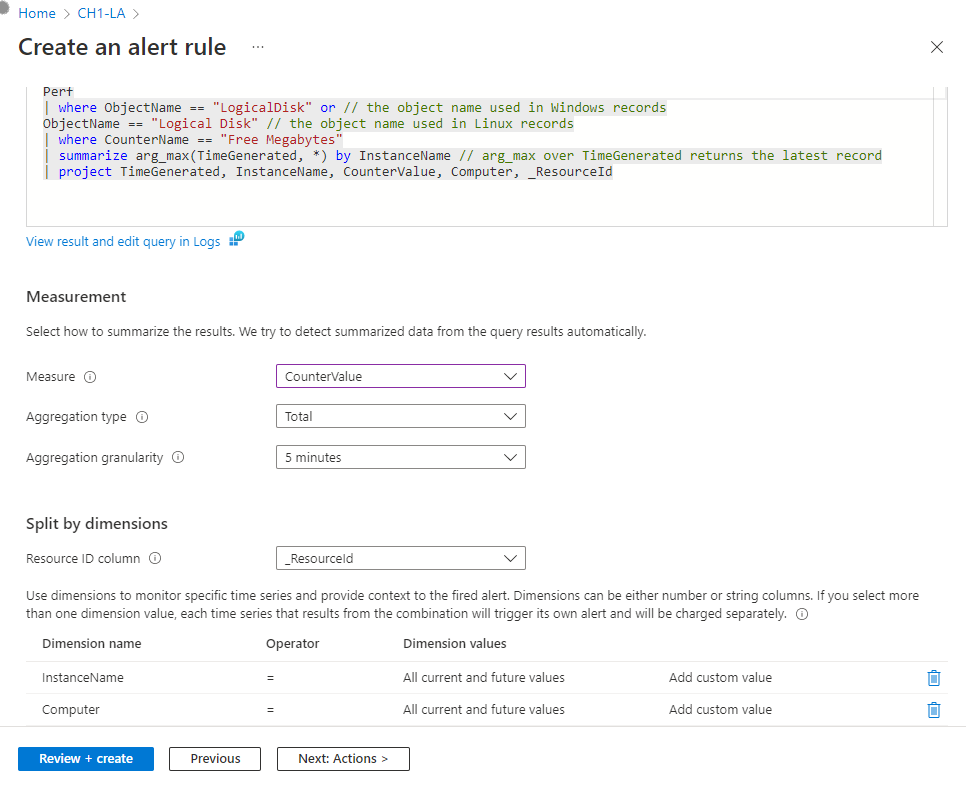 Home > CH1-LA >
Create an alert rule ...
Perf
| where ObjectName == "LogicalDisk" or // the object name used in Windows records
ObjectName == "Logical Disk" // the object name used in Linux records
| where CounterName == "Free Megabytes"
| summarize arg_max(TimeGenerated, *) by InstanceName // arg_max over TimeGenerated returns the latest record
| project TimeGenerated, InstanceName, CounterValue, Computer, _ResourceId
View result and edit query in Logs
Measurement
Select how to summarize the results. We try to detect summarized data from the query results automatically.
Measure CounterValue
Aggregation type Total
Aggregation granularity 5 minutes
Split by dimensions
Resource ID column _ResourceId
Use dimensions to monitor specific time series and provide context to the fired alert. Dimensions can be either number or string columns. If you select more
than one dimension value, each time series that results from the combination will trigger its own alert and will be charged separately.
Dimension name Operator Dimension values
InstanceName = All current and future values Add custom value
Computer = All current and future values Add custom value
Review + create Previous Next: Actions >